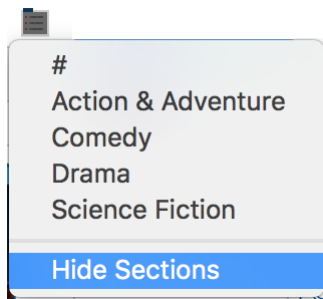 #
Action & Adventure
Comedy
Drama
Science Fiction
Hide Sections